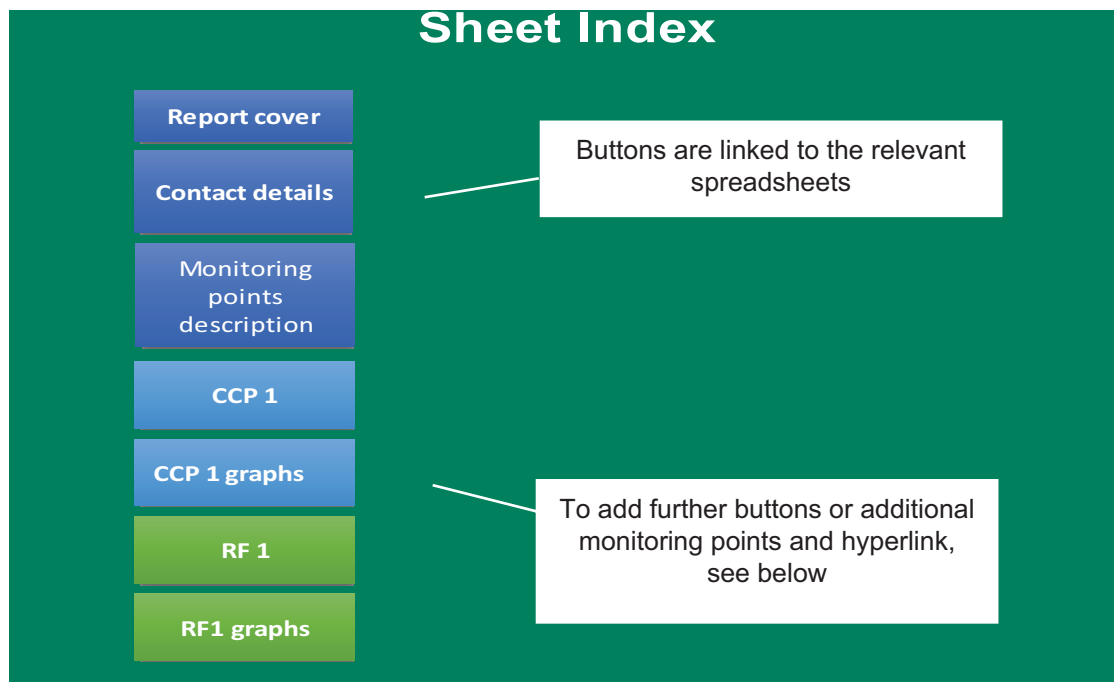 Sheet Index
Report cover
Contact details
Monitoring
points
description
CCP 1
CCP 1 graphs
RF 1
RF1 graphs
Buttons are linked to the relevant
spreadsheets
To add further buttons or additional
monitoring points and hyperlink,
see below